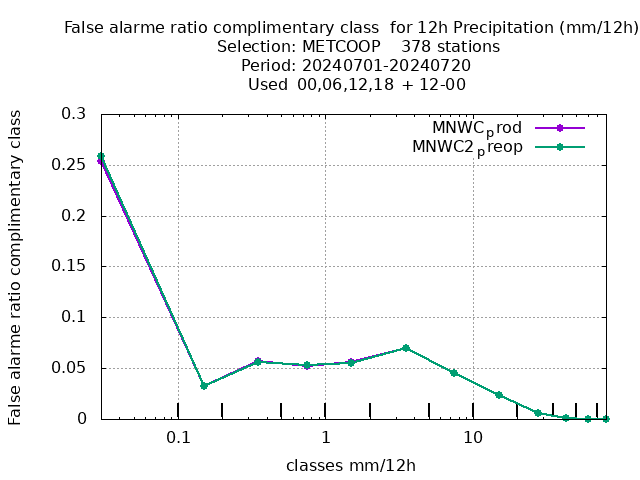 False alarme ratio complimentary class  for 12h Precipitation (mm/12h)
Selection: METCOOP    378 stations
Period: 20240701-20240720
Used  00,06,12,18 + 12-00
False alarme ratio complimentary class
0.3
0.25
0.2
0.15
0.1
0.05
0
MNWCprod
MNWC2preop
0.1
1
10
classes mm/12h